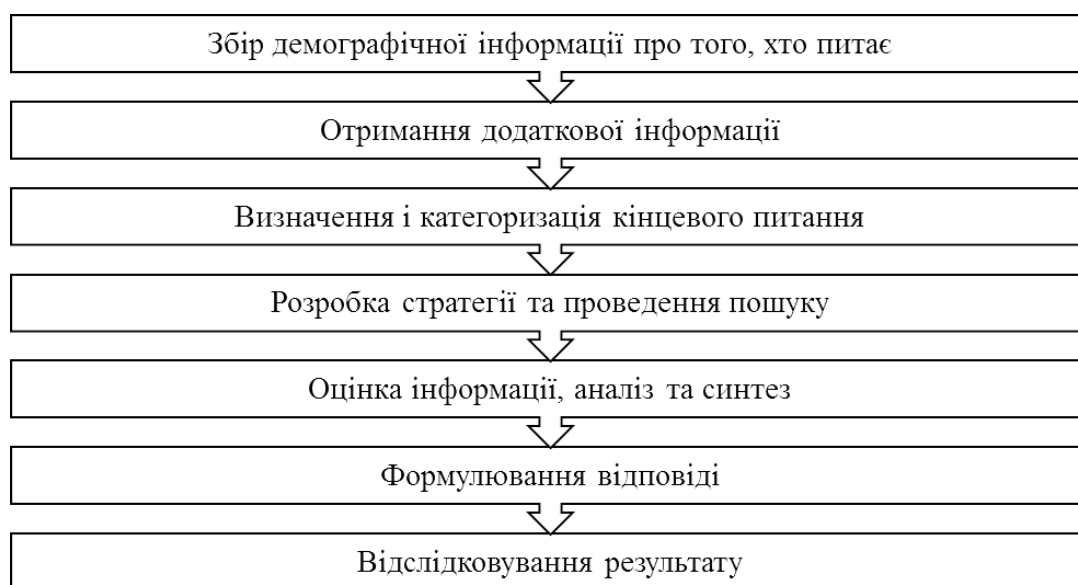 Збір демографічної інформації про того, хто питає
Отримання додаткової інформації
Визначення і категоризація кінцевого питання
Розробка стратегії та проведення пошуку
Оцінка інформації, аналіз та синтез
Формулювання відповіді
Відслідковування результату